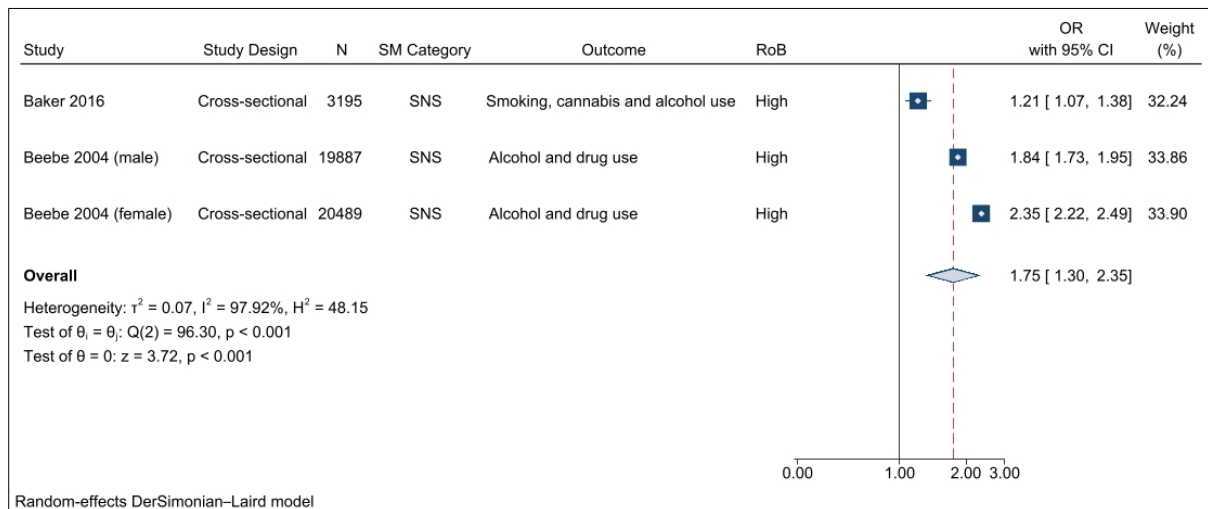 OR Weight
Study Study Design N SM Category Outcome RoB with 95% CI (%)
Baker 2016 Cross-sectional 3195 SNS Smoking, cannabis and alcohol use High 1.21 [ 1.07, 1.38] 32.24
Beebe 2004 (male) Cross-sectional 19887 SNS Alcohol and drug use High 1.84 [ 1.73, 1.95] 33.86
Beebe 2004 (female) Cross-sectional 20489 SNS Alcohol and drug use High 2.35 [ 2.22, 2.49] 33.90
Overall 1.75 [ 1.30, 2.35]
Heterogeneity: τ² = 0.07, I² = 97.92%, H² = 48.15
Test of θᵢ = θⱼ: Q(2) = 96.30, p < 0.001
Test of θ = 0: z = 3.72, p < 0.001
0.00 1.00 2.00 3.00
Random-effects DerSimonian–Laird model